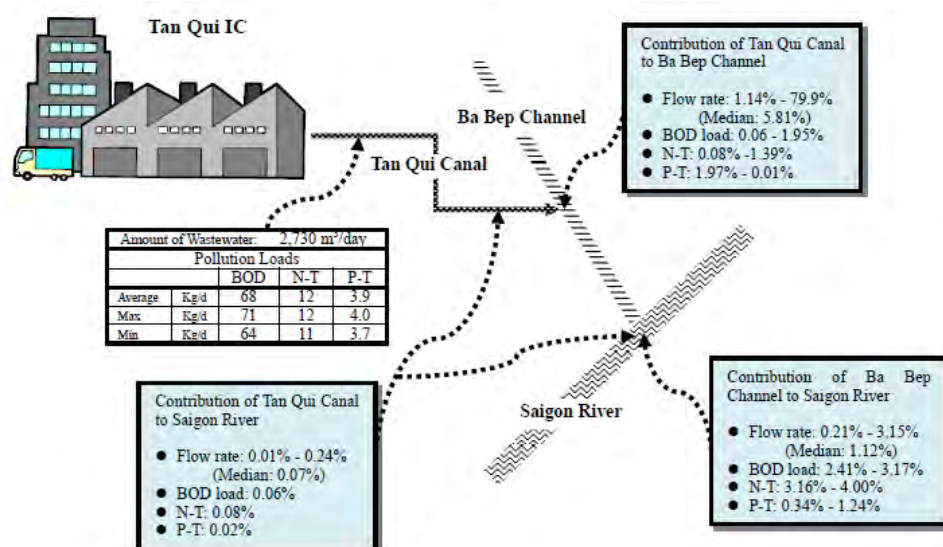 Tan Qui IC
Contribution of Tan Qui Canal
to Ba Bep Channel
● Flow rate: 1.14% - 79.9%
(Median: 5.81%)
● BOD load: 0.06 - 1.95%
● N-T: 0.08% -1.39%
● P-T: 1.97% - 0.01%
Ba Bep Channel
Tan Qui Canal
Amount of Wastewater: 2,730 m³/day
Pollution Loads
BOD N-T P-T
Average Kg/d 68 12 3.9
Max Kg/d 71 12 4.0
Min Kg/d 64 11 3.7
Contribution of Tan Qui Canal
to Saigon River
● Flow rate: 0.01% - 0.24%
(Median: 0.07%)
● BOD load: 0.06%
● N-T: 0.08%
● P-T: 0.02%
Saigon River
Contribution of Ba Bep
Channel to Saigon River
● Flow rate: 0.21% - 3.15%
(Median: 1.12%)
● BOD load: 2.41% - 3.17%
● N-T: 3.16% - 4.00%
● P-T: 0.34% - 1.24%